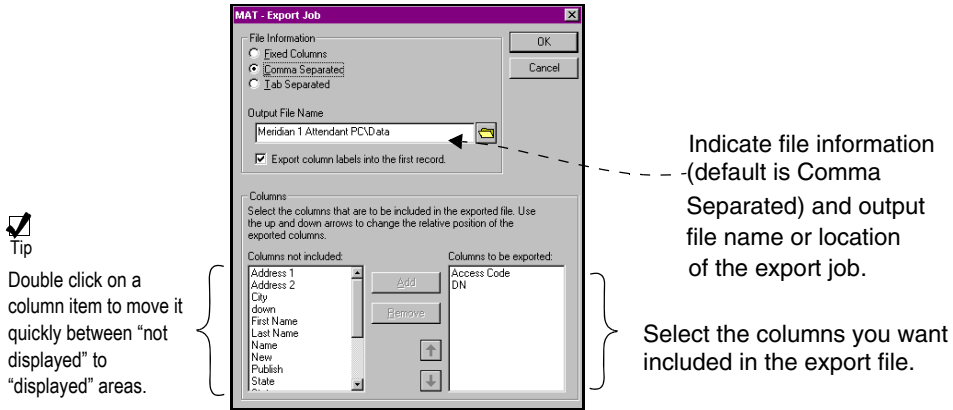 MAT - Export Job
File Information
Fixed Columns
Comma Separated
Tab Separated
OK
Cancel
Output File Name
Meridian 1 Attendant PC\Data
Export column labels into the first record.
Columns
Select the columns that are to be included in the exported file. Use
the up and down arrows to change the relative position of the
exported columns.
Columns not included:
Address 1
Address 2
City
down
First Name
Last Name
Name
New
Publish
State
Add
Remove
Columns to be exported:
Access Code
DN
Tip
Double click on a
column item to move it
quickly between “not
displayed” to
“displayed” areas.
Indicate file information
(default is Comma
Separated) and output
file name or location
of the export job.
Select the columns you want
included in the export file.